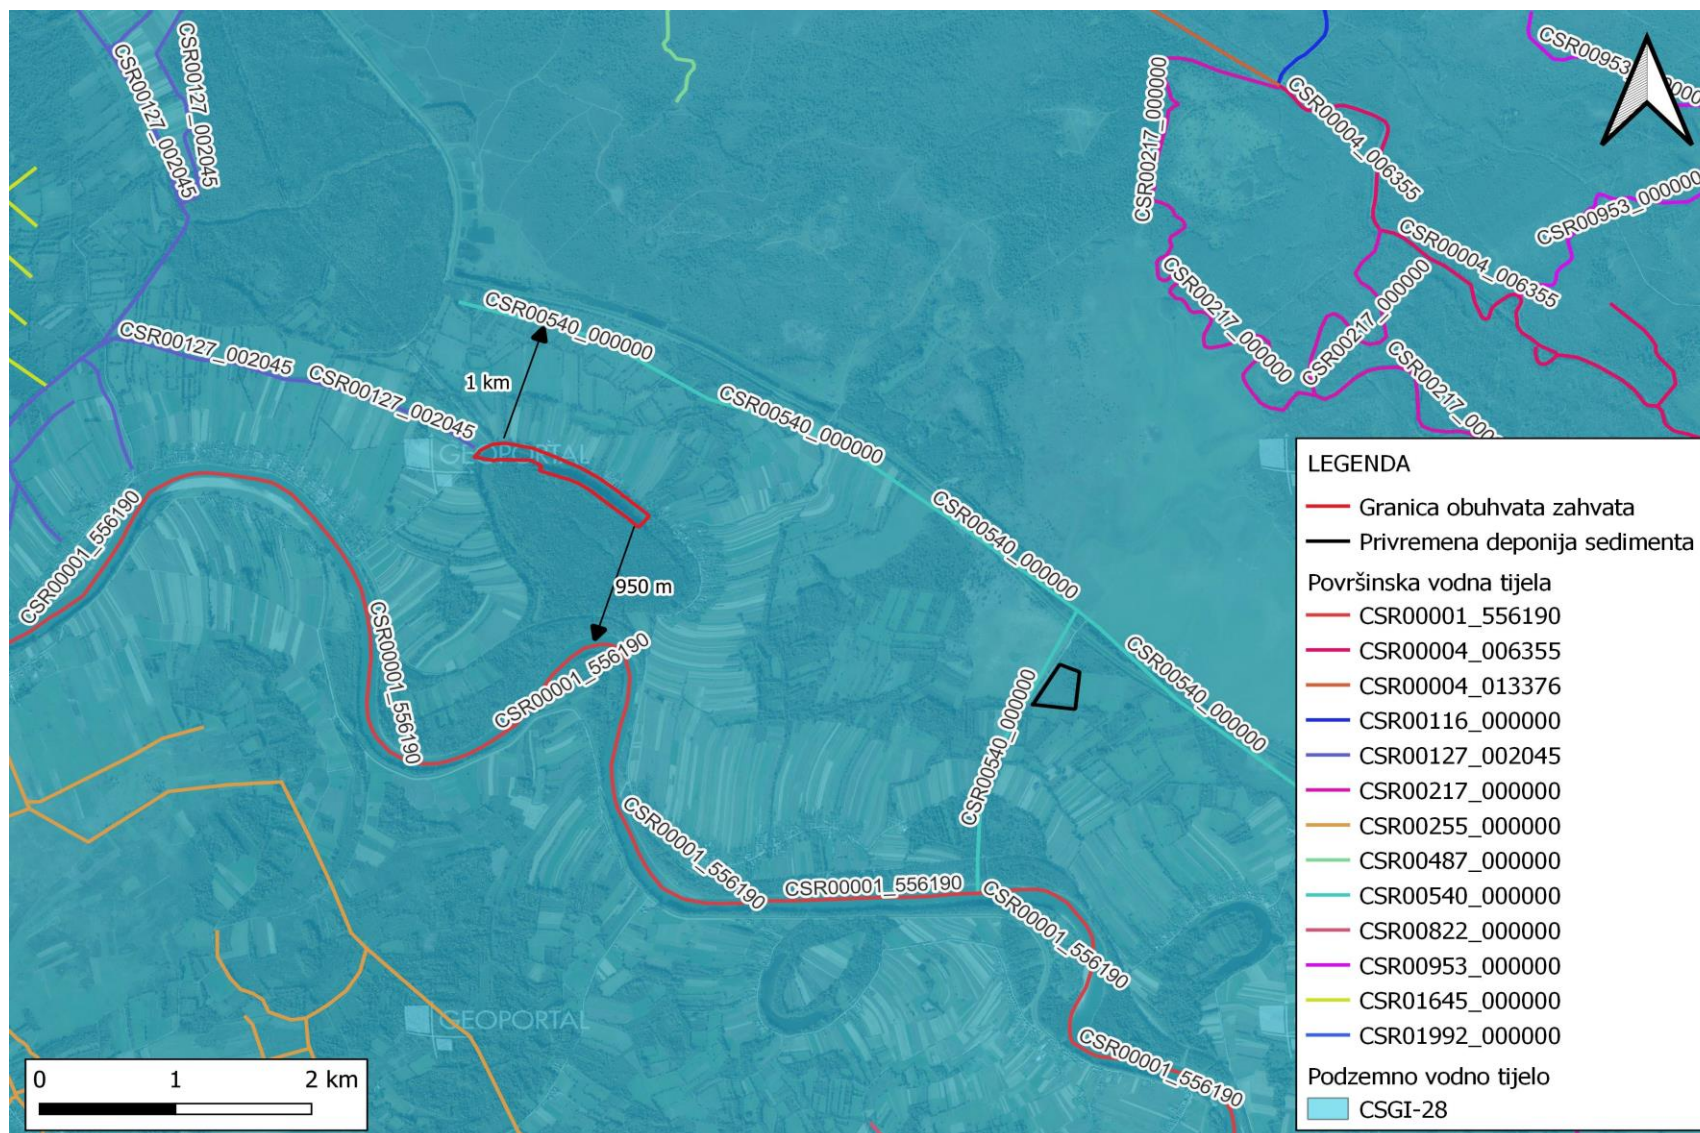 CSR00127_002045
CSR00127_002045
CSR00953_000000
CSR00217_000000
CSR00004_006355
CSR00953_000000
CSR00004_006355
CSR00217_000000
CSR00217_000000
CSR00217_000
CSR00540_000000
CSR00127_002045
CSR00127_002045
1 km
GEOPORTAL
CSR00540_000000
CSR00540_000000
CSR00001_556190
950 m
CSR00001_556190
CSR00001_556190
CSR00540_000000
CSR00540_000000
CSR00001_556190
CSR00001_556190
CSR00001_556190
CSR00001_556190
GEOPORTAL
0 1 2 km
LEGENDA
Granica obuhvata zahvata
Privremena deponija sedimenta
Površinska vodna tijela
CSR00001_556190
CSR00004_006355
CSR00004_013376
CSR00116_000000
CSR00127_002045
CSR00217_000000
CSR00255_000000
CSR00487_000000
CSR00540_000000
CSR00822_000000
CSR00953_000000
CSR01645_000000
CSR01992_000000
Podzemno vodno tijelo
CSGI-28